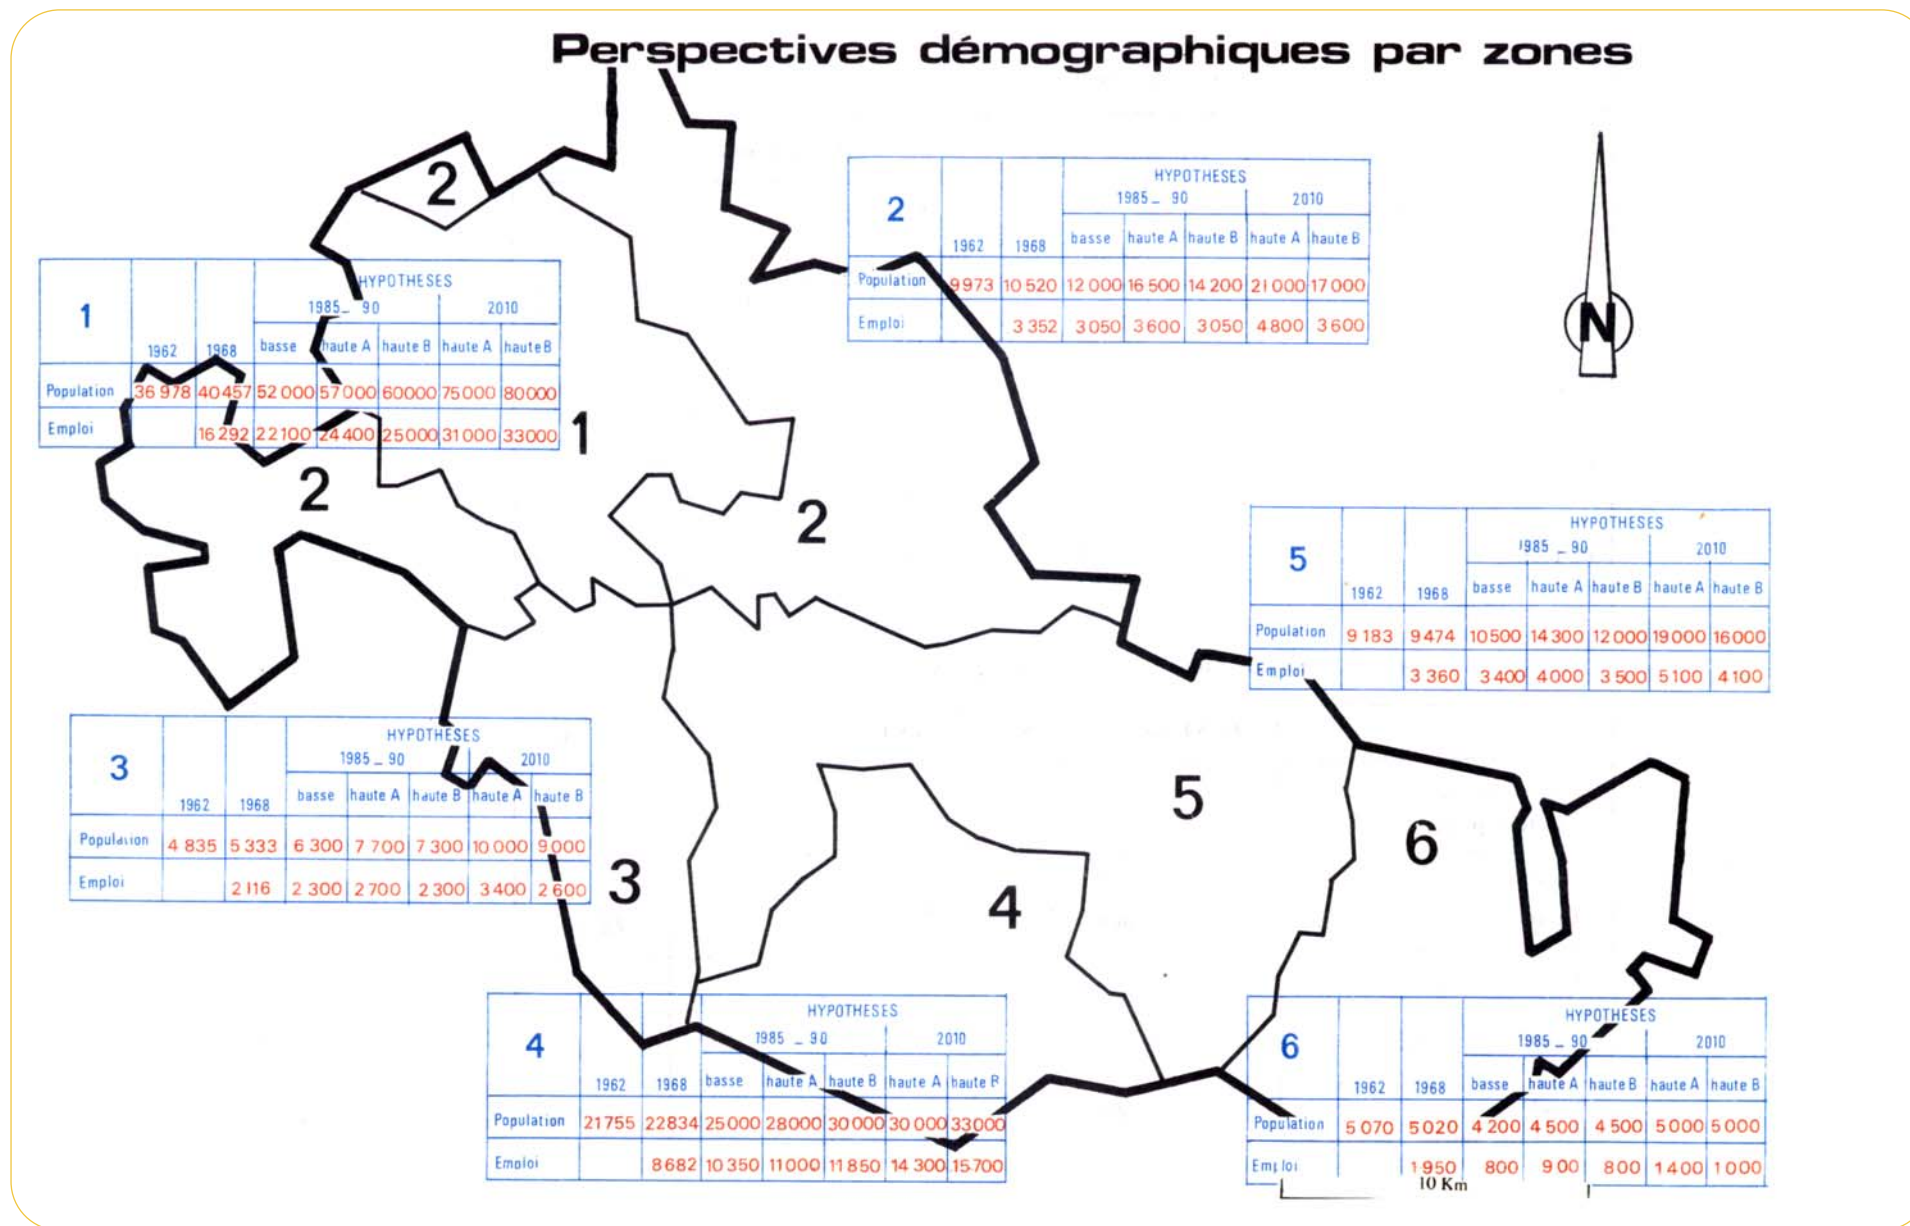 Perspectives démographiques par zones
2
2
HYPOTHESES
1985_ 90 2010
1962 1968 basse haute A haute B haute A haute B
Population 9973 10 520 12 000 16 500 14 200 21 000 17 000
Emploi 3 352 3 050 3 600 3 050 4 800 3 600
N
1
HYPOTHESES
1985_ 90 2010
1962 1968 basse haute A haute B haute A haute B
Population 36 978 40 457 52 000 57 000 60000 75 000 80000
Emploi 16 292 22100 24 400 25000 31 000 33000
1
2
2
5
HYPOTHESES
1985 _ 90 2010
1962 1968 basse haute A haute B haute A haute B
Population 9 183 9 474 10 500 14 300 12 000 19 000 16 000
Emploi 3 360 3 400 4 000 3 500 5 100 4 100
3
HYPOTHESES
1985 _ 90 2010
1962 1968 basse haute A haute B haute A haute B
Population 4 835 5 333 6 300 7 700 7 300 10 000 9 000
Emploi 2 116 2 300 2 700 2 300 3 400 2 600
5
6
3
4
4
HYPOTHESES
1985 _ 90 2010
1962 1968 basse haute A haute B haute A haute B
Population 21755 22834 25 000 28000 30 000 30 000 33 000
Emploi 8682 10 350 11 000 11 850 14 300 15 700
6
HYPOTHESES
1985 _ 90 2010
1962 1968 basse haute A haute B haute A haute B
Population 5 070 5 020 4 200 4 500 4 500 5 000 5 000
Emploi 1 950 800 900 800 1 400 1 000
10 Km